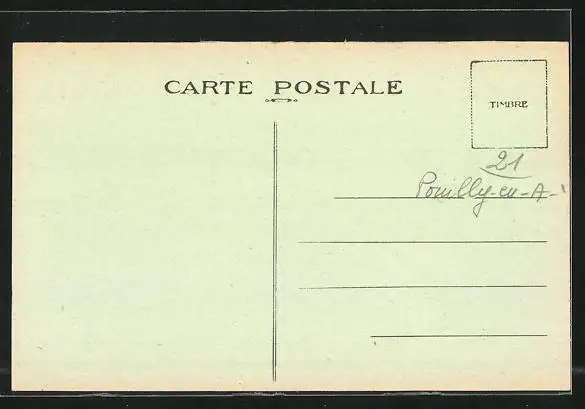 CARTE POSTALE
TIMBRE
21
Pouilly-en-A-